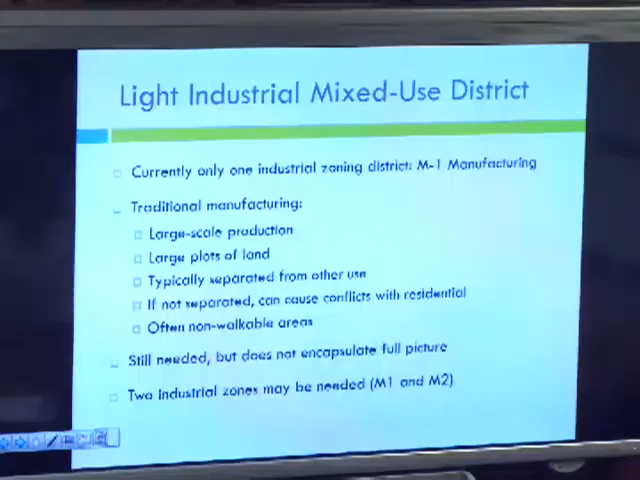 Light Industrial Mixed-Use District
Currently only one industrial zoning district: M-1 Manufacturing
Traditional manufacturing:
Large-scale production
Large plots of land
Typically separated from other use
If not separated, can cause conflicts with residential
Often non-walkable areas
Still needed, but does not encapsulate full picture
Two Industrial zones may be needed (M1 and M2)